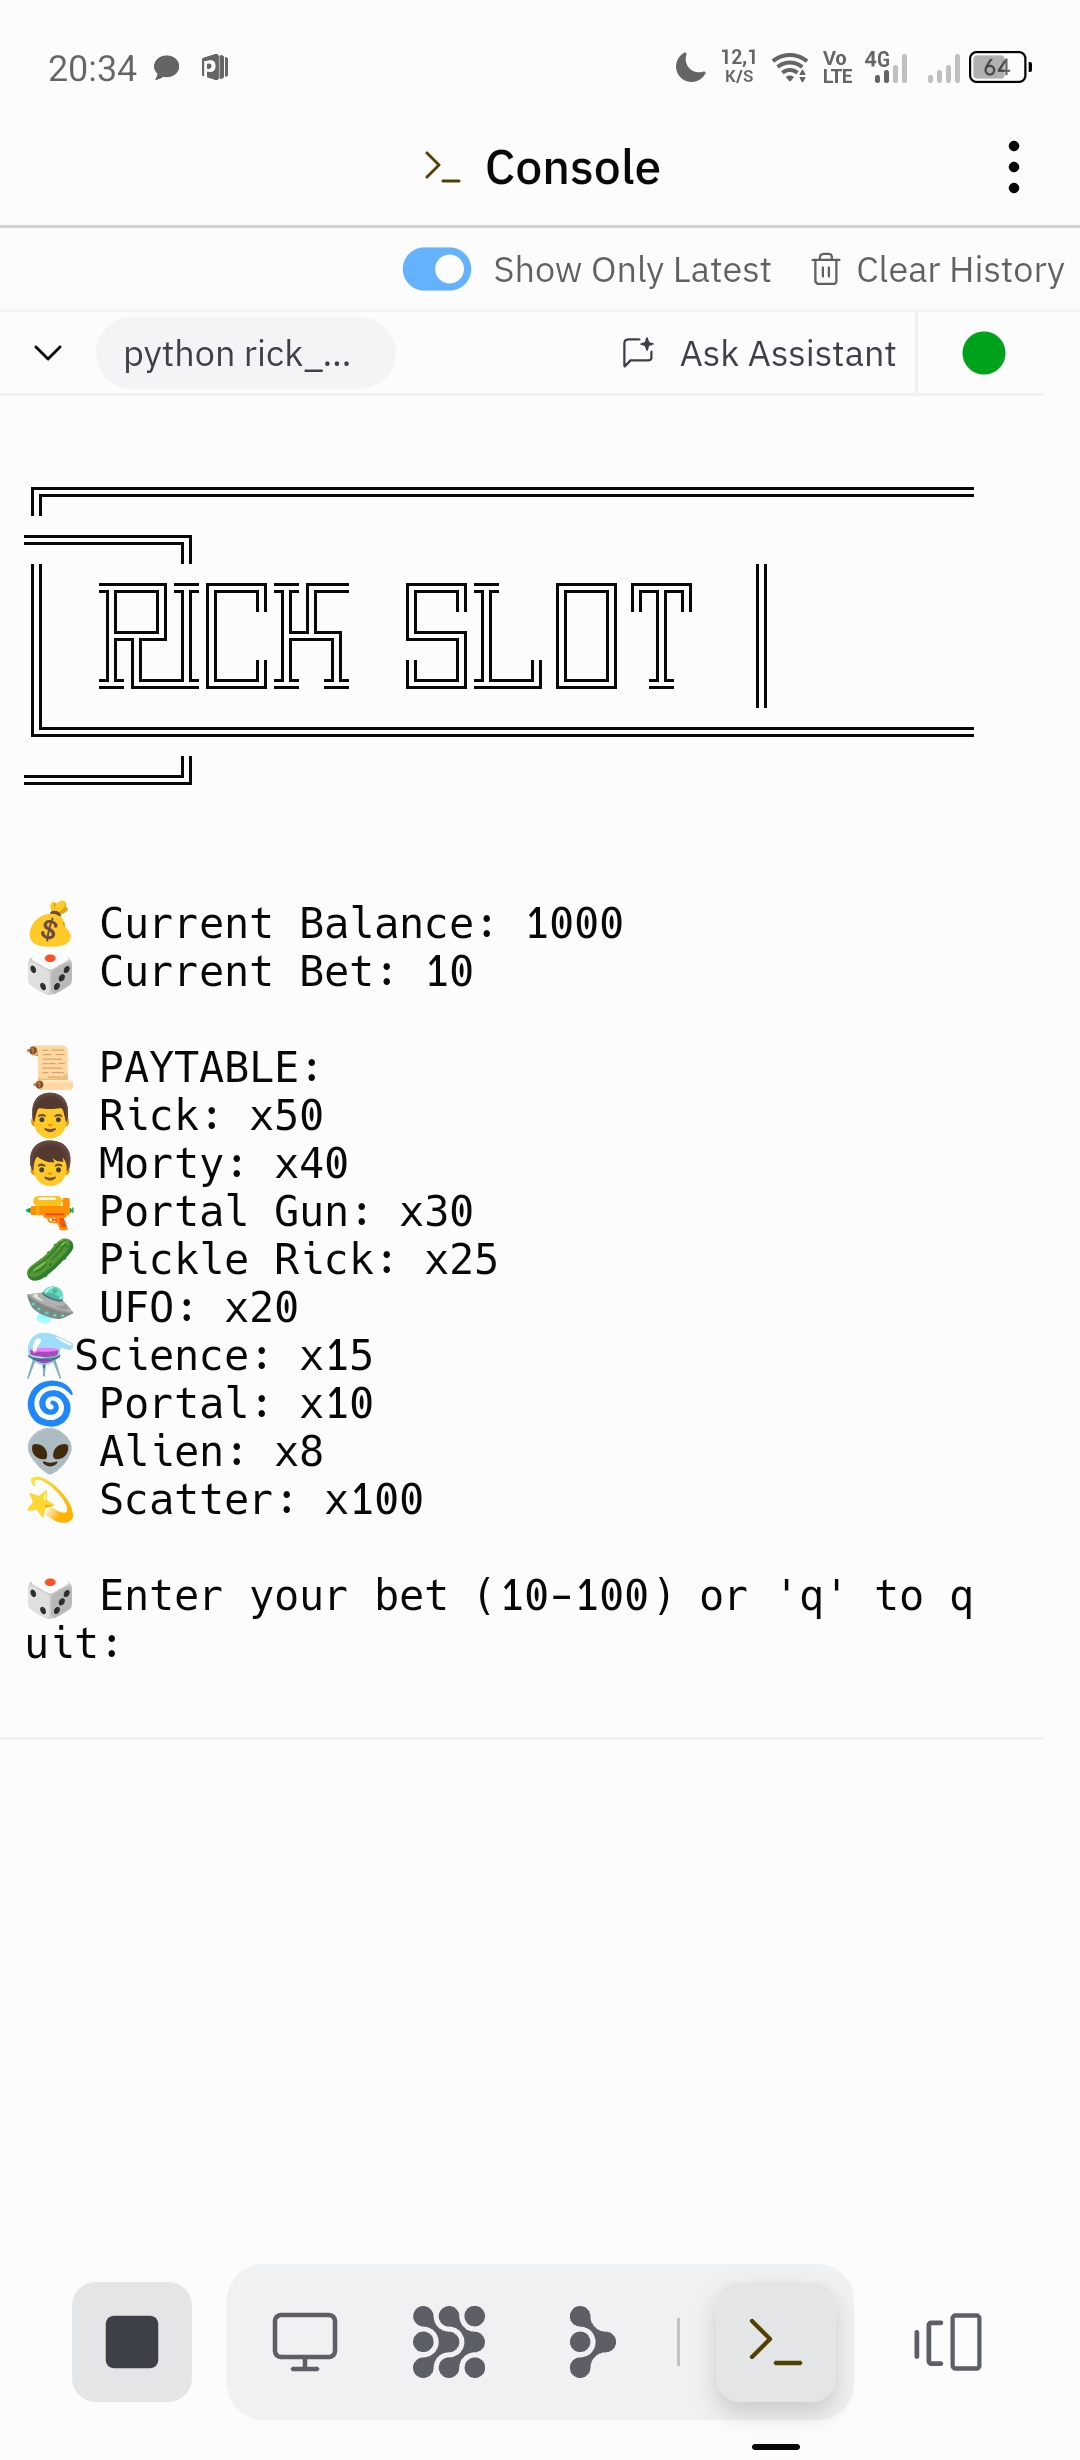 20:34
12,1 K/S
Vo LTE
4G
64
>_ Console
Show Only Latest
Clear History
python rick_...
Ask Assistant
RICK SLOT
💰 Current Balance: 1000
🎲 Current Bet: 10
📜 PAYTABLE:
👨 Rick: x50
👦 Morty: x40
🔫 Portal Gun: x30
🥒 Pickle Rick: x25
🛸 UFO: x20
⚗️Science: x15
🌀 Portal: x10
👽 Alien: x8
💫 Scatter: x100
🎲 Enter your bet (10-100) or 'q' to q
uit: